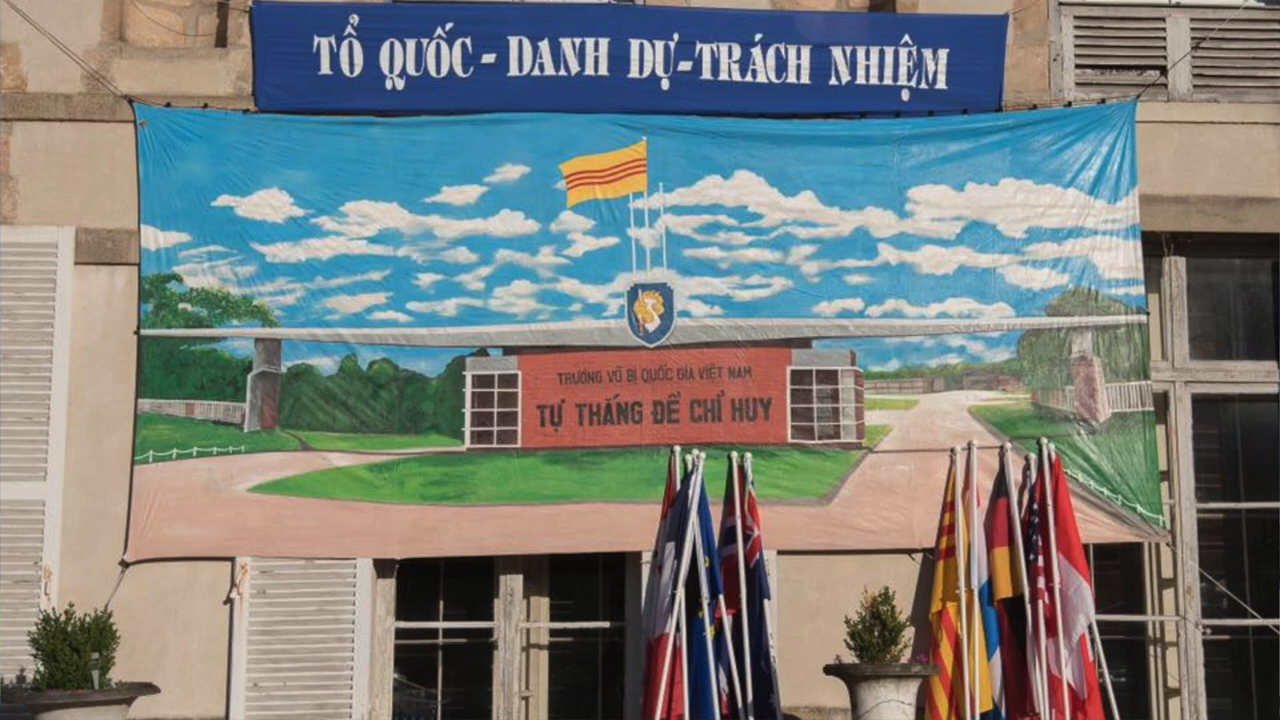 TỔ QUỐC - DANH DỰ - TRÁCH NHIỆM
TRƯỜNG VÕ BỊ QUỐC GIA VIỆT NAM
TỰ THẮNG ĐỂ CHỈ HUY